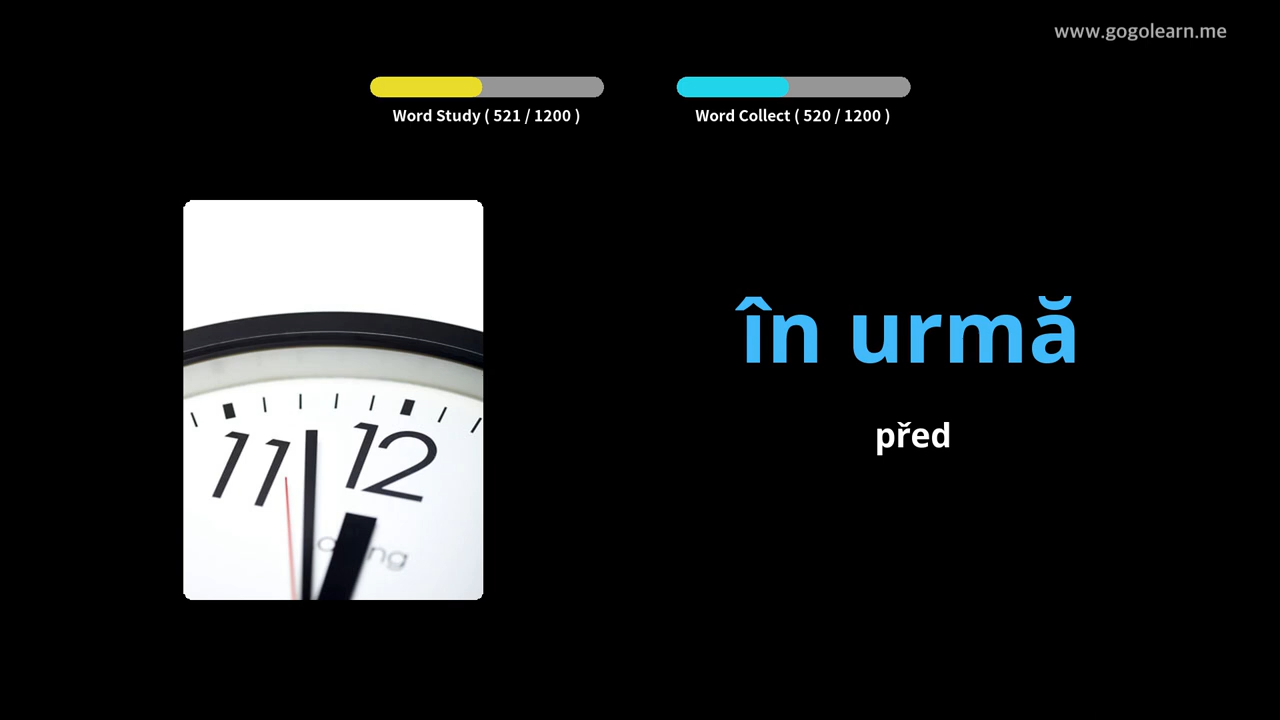 www.gogolearn.me
Word Study ( 521 / 1200 )
Word Collect ( 520 / 1200 )
în urmă
před
11
12